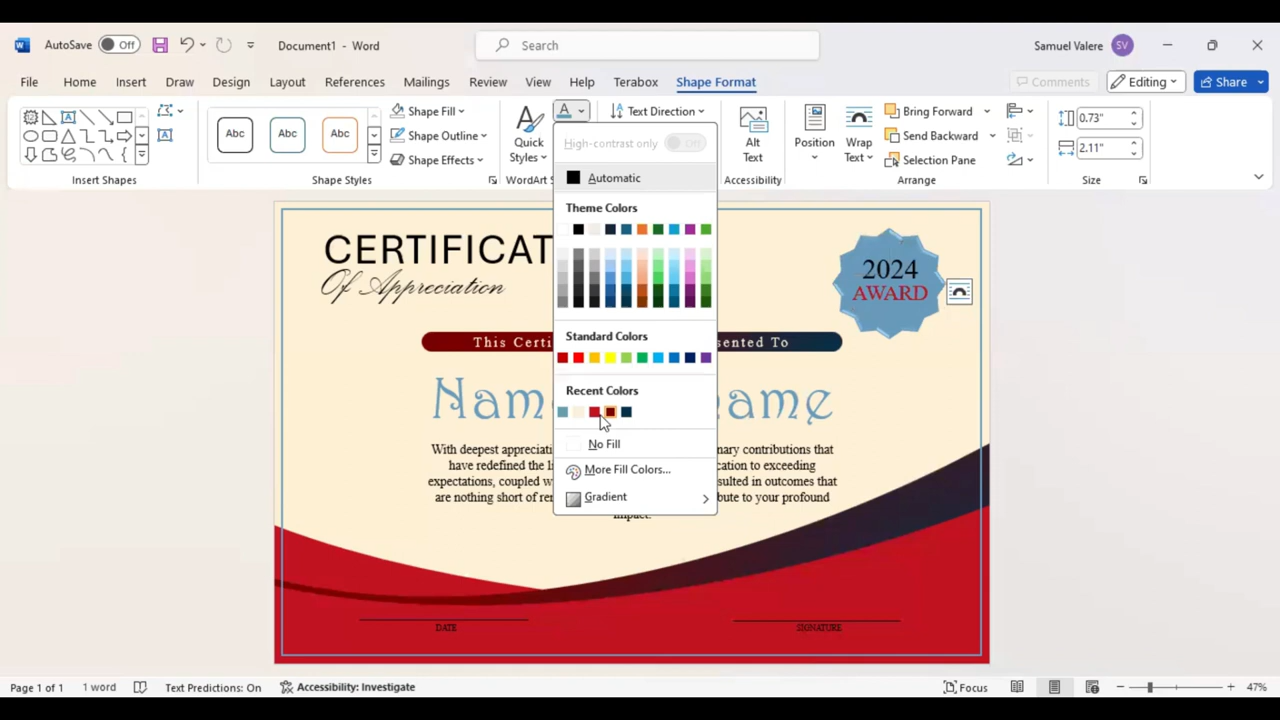 AutoSave Off Document1 - Word Search Samuel Valere SV
File Home Insert Draw Design Layout References Mailings Review View Help Terabox Shape Format Comments Editing Share
Abc Abc Abc
Shape Fill
Shape Outline
Shape Effects
Quick Styles
A
Text Direction
Alt Text
Position
Wrap Text
Bring Forward
Send Backward
Selection Pane
0.73"
2.11"
Insert Shapes Shape Styles WordArt S Accessibility Arrange Size
High-contrast only Off
Automatic
Theme Colors
Standard Colors
Recent Colors
No Fill
More Fill Colors...
Gradient
CERTIFICAT
Of Appreciation
2024
AWARD
This Certi sented To
Nam ame
With deepest appreciati nary contributions that
have redefined the l ication to exceeding
expectations, coupled w sulted in outcomes that
are nothing short of re bute to your profound
impact.
DATE SIGNATURE
Page 1 of 1 1 word Text Predictions: On Accessibility: Investigate Focus 47%